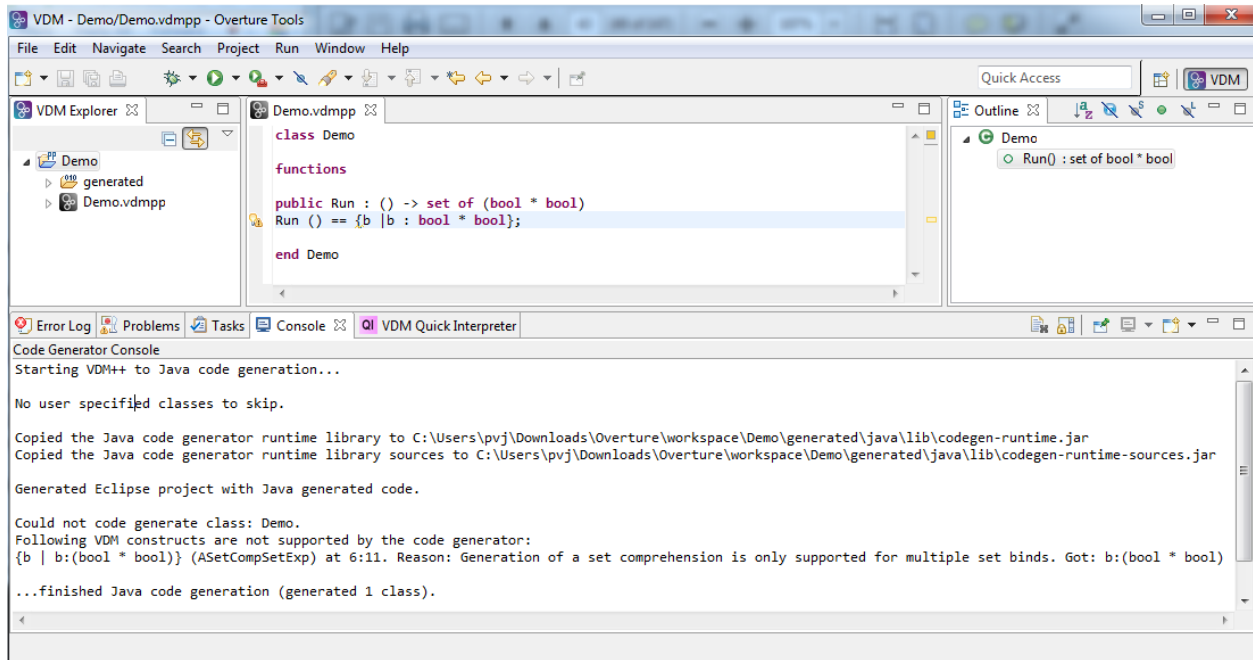 VDM - Demo/Demo.vdmpp - Overture Tools
File Edit Navigate Search Project Run Window Help
Quick Access
VDM
VDM Explorer
Demo
generated
Demo.vdmpp
Demo.vdmpp
class Demo
functions
public Run : () -> set of (bool * bool)
Run () == {b |b : bool * bool};
end Demo
Outline
Demo
Run() : set of bool * bool
Error Log Problems Tasks Console VDM Quick Interpreter
Code Generator Console
Starting VDM++ to Java code generation...
No user specified classes to skip.
Copied the Java code generator runtime library to C:\Users\pvj\Downloads\Overture\workspace\Demo\generated\java\lib\codegen-runtime.jar
Copied the Java code generator runtime library sources to C:\Users\pvj\Downloads\Overture\workspace\Demo\generated\java\lib\codegen-runtime-sources.jar
Generated Eclipse project with Java generated code.
Could not code generate class: Demo.
Following VDM constructs are not supported by the code generator:
{b | b:(bool * bool)} (ASetCompSetExp) at 6:11. Reason: Generation of a set comprehension is only supported for multiple set binds. Got: b:(bool * bool)
...finished Java code generation (generated 1 class).